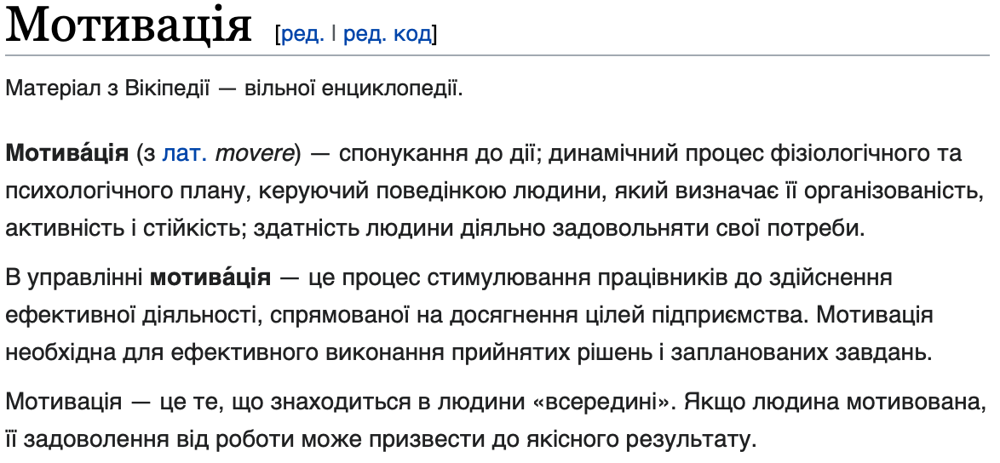 Мотивація [ред. | ред. код]
Матеріал з Вікіпедії — вільної енциклопедії.
Мотива́ція (з лат. movere) — спонукання до дії; динамічний процес фізіологічного та
психологічного плану, керуючий поведінкою людини, який визначає її організованість,
активність і стійкість; здатність людини діяльно задовольняти свої потреби.
В управлінні мотива́ція — це процес стимулювання працівників до здійснення
ефективної діяльності, спрямованої на досягнення цілей підприємства. Мотивація
необхідна для ефективного виконання прийнятих рішень і запланованих завдань.
Мотивація — це те, що знаходиться в людини «всередині». Якщо людина мотивована,
її задоволення від роботи може призвести до якісного результату.